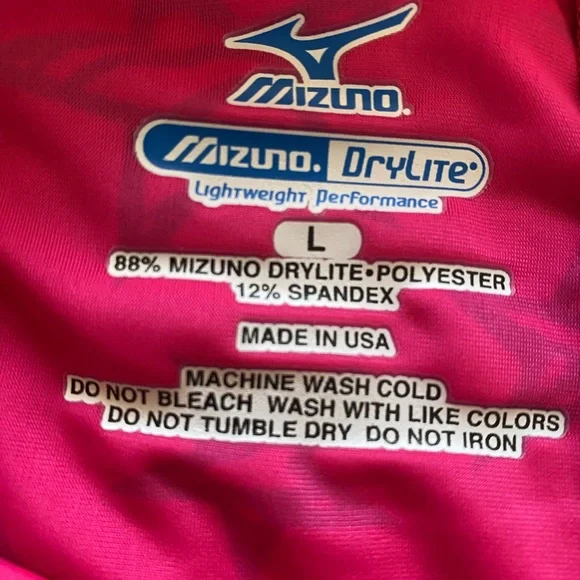 Mizuno.
Mizuno. DryLite•
Lightweight performance
L
88% MIZUNO DRYLITE•POLYESTER
12% SPANDEX
MADE IN USA
MACHINE WASH COLD
DO NOT BLEACH WASH WITH LIKE COLORS
DO NOT TUMBLE DRY DO NOT IRON